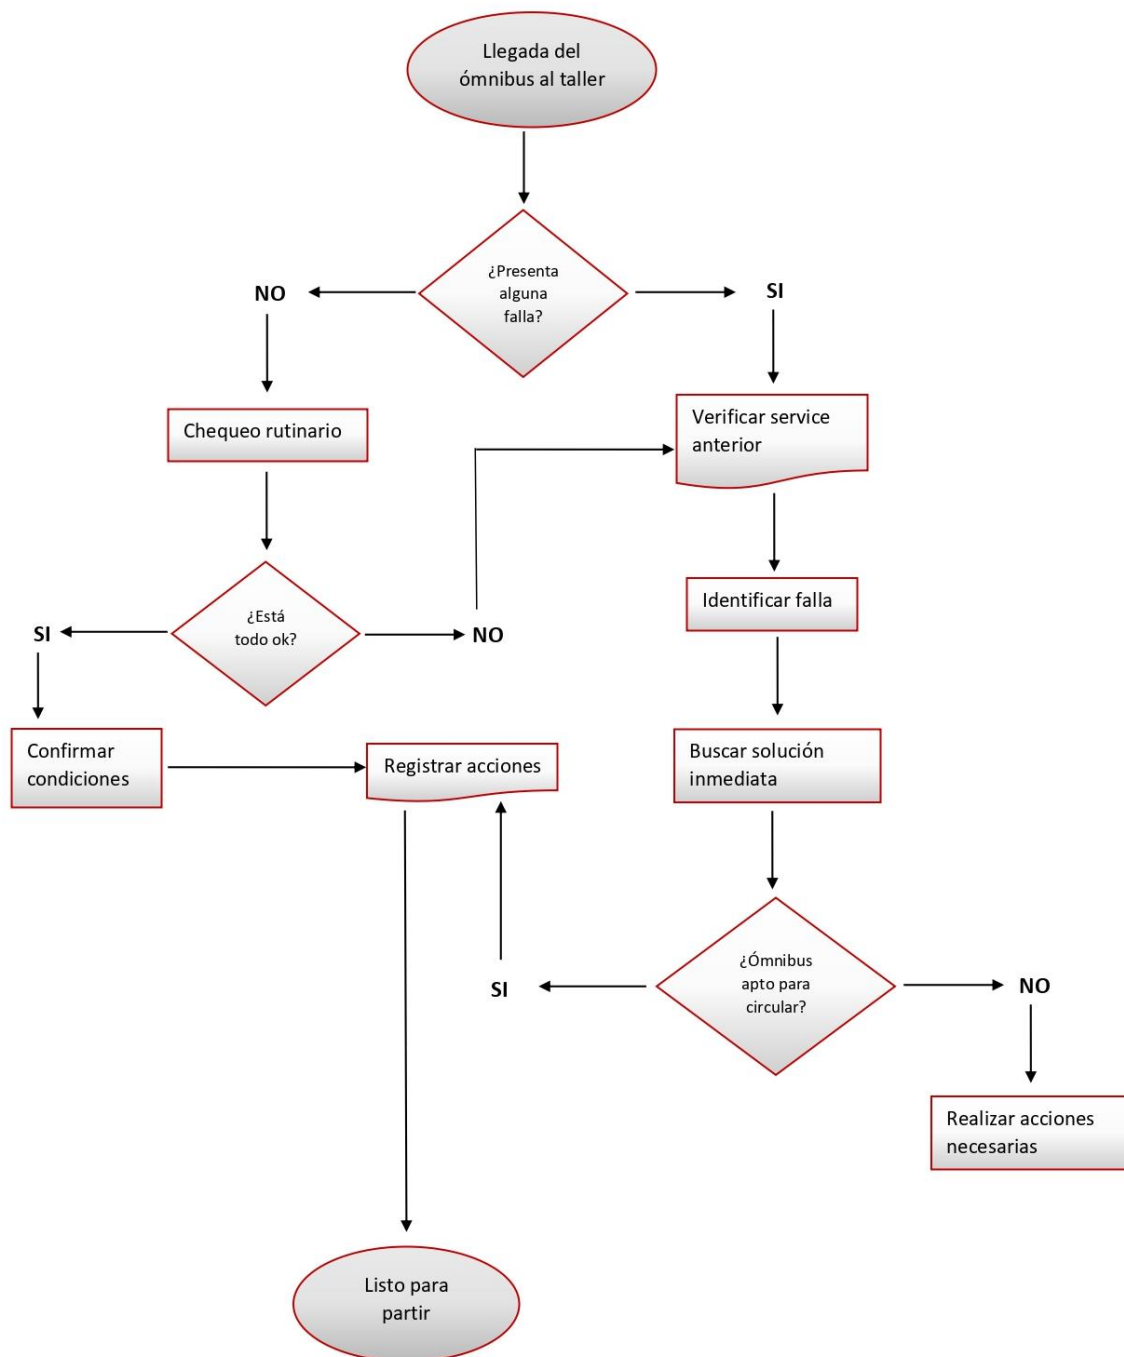 Llegada del
ómnibus al taller
¿Presenta
alguna
falla?
NO
SI
Chequeo rutinario
Verificar service
anterior
¿Está
todo ok?
SI
NO
Identificar falla
Confirmar
condiciones
Registrar acciones
Buscar solución
inmediata
¿Ómnibus
apto para
circular?
SI
NO
Realizar acciones
necesarias
Listo para
partir